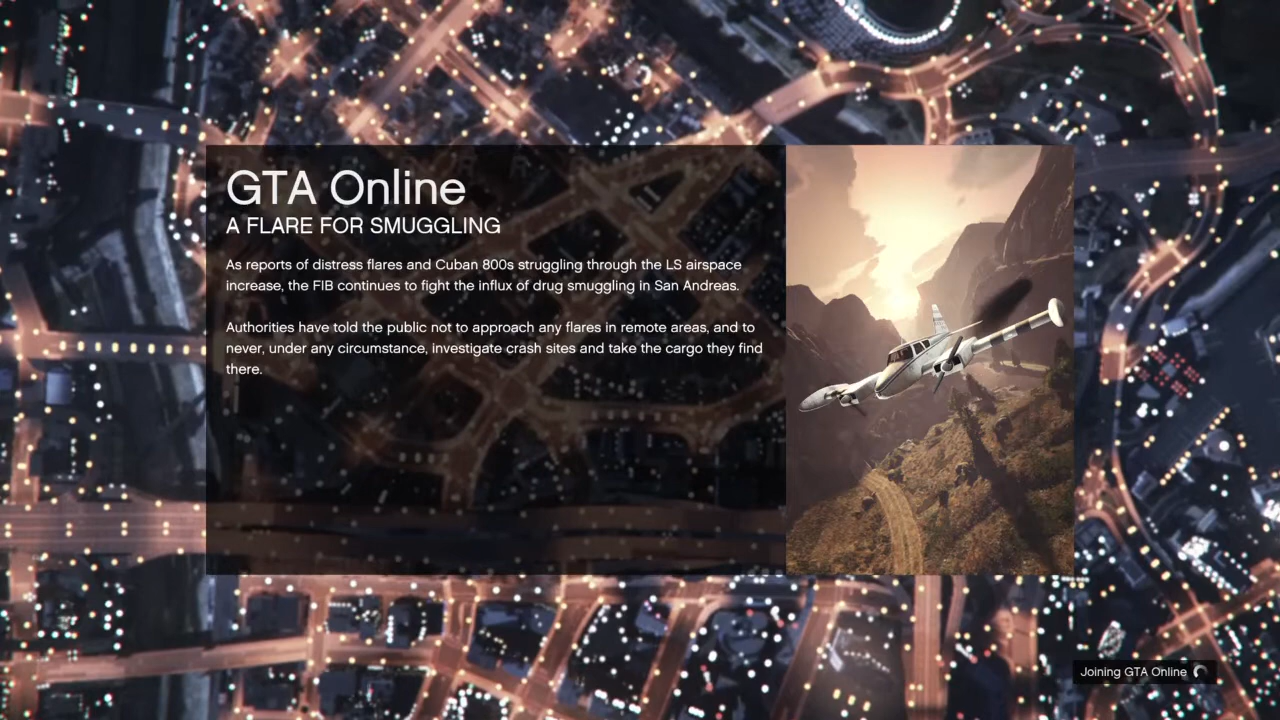 GTA Online
A FLARE FOR SMUGGLING
As reports of distress flares and Cuban 800s struggling through the LS airspace
increase, the FIB continues to fight the influx of drug smuggling in San Andreas.
Authorities have told the public not to approach any flares in remote areas, and to
never, under any circumstance, investigate crash sites and take the cargo they find
there.
Joining GTA Online